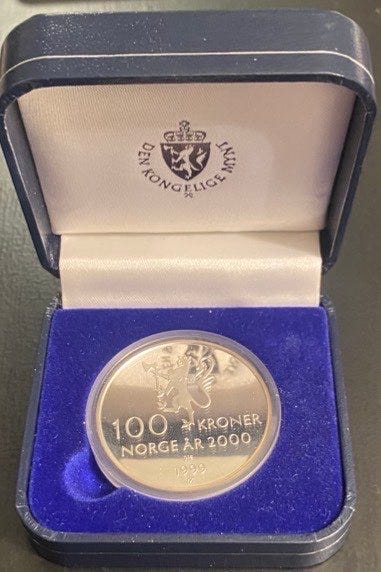 DEN KONGELIGE MYNT
100 KRONER
NORGE ÅR 2000
1999